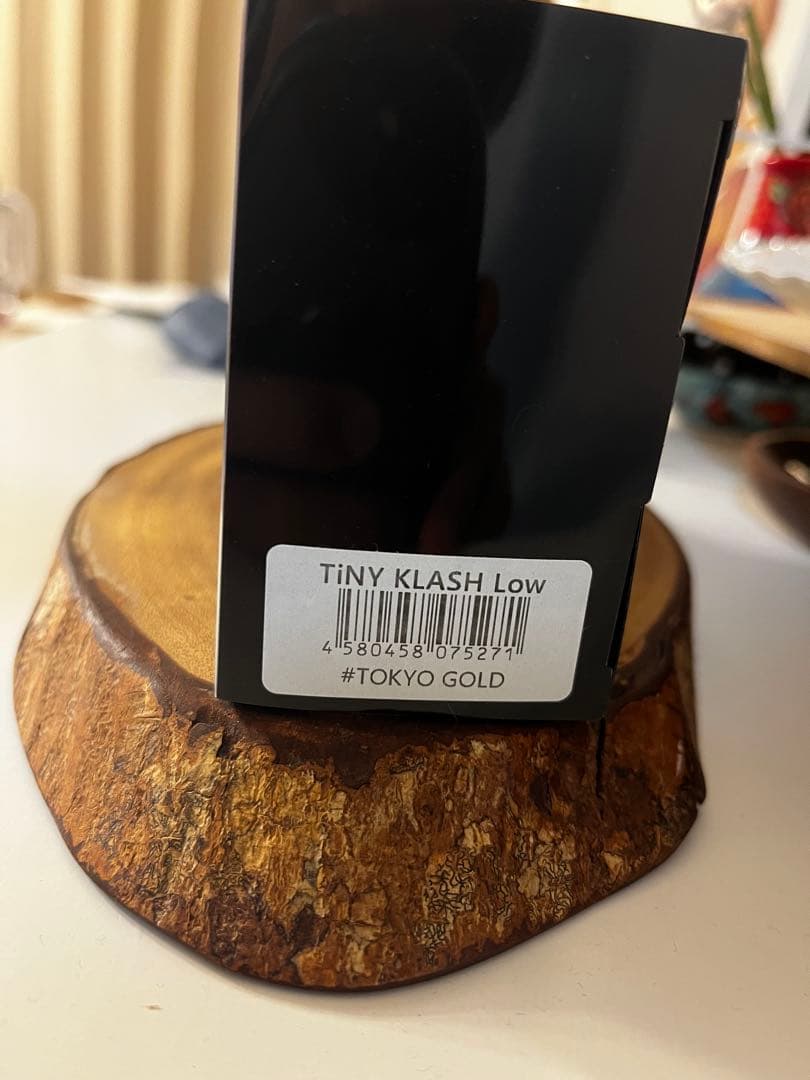 TiNY KLASH Low
4 580458 075271
#TOKYO GOLD